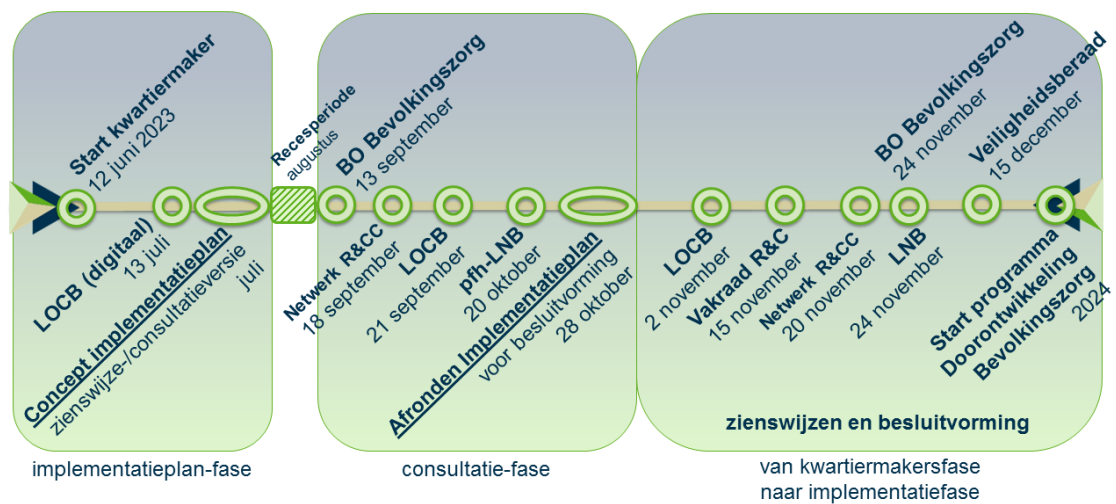 Start kwartiermaker
12 juni 2023
LOCB (digitaal)
13 juli
Concept implementatieplan
zienswijze-/consultatieversie
juli
Recesperiode
augustus
BO Bevolkingszorg
13 september
Netwerk R&CC
18 september
LOCB
21 september
pfh-LNB
20 oktober
Afronden Implementatieplan
voor besluitvorming
28 oktober
LOCB
2 november
Vakraad R&C
15 november
Netwerk R&CC
20 november
BO Bevolkingszorg
24 november
LNB
24 november
Veiligheidsberaad
15 december
Start programma
Doorontwikkeling
Bevolkingszorg
2024
zienswijzen en besluitvorming
implementatieplan-fase
consultatie-fase
van kwartiermakersfase
naar implementatiefase